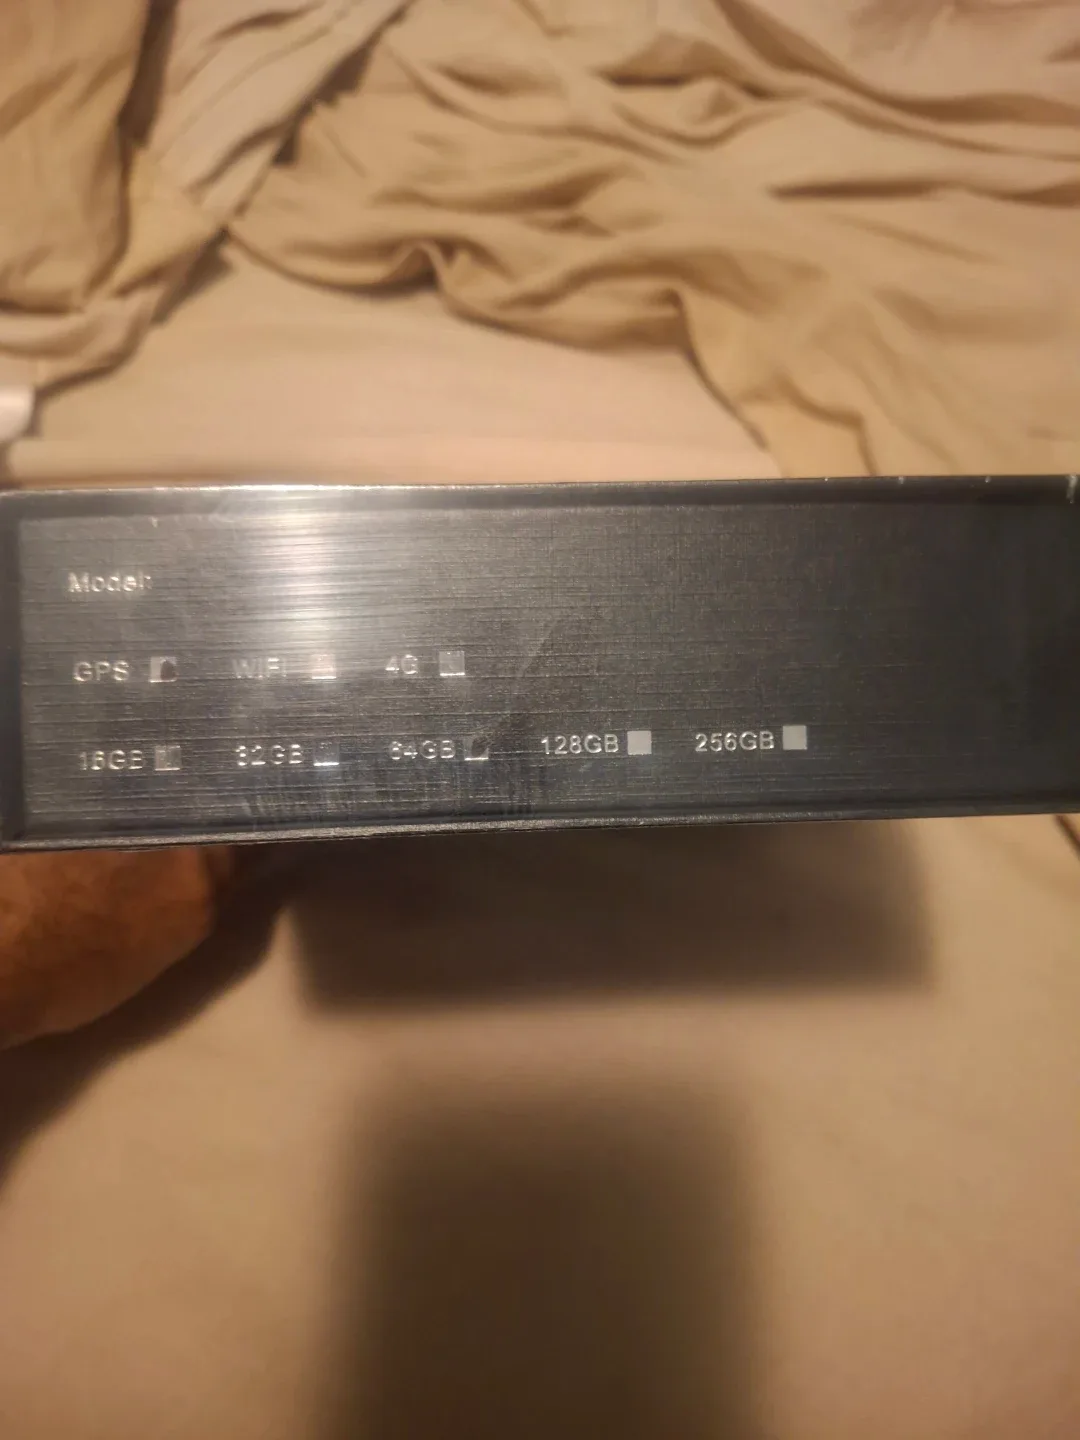 Model:
GPS WIFI 4G
16GB 32GB 64GB 128GB 256GB